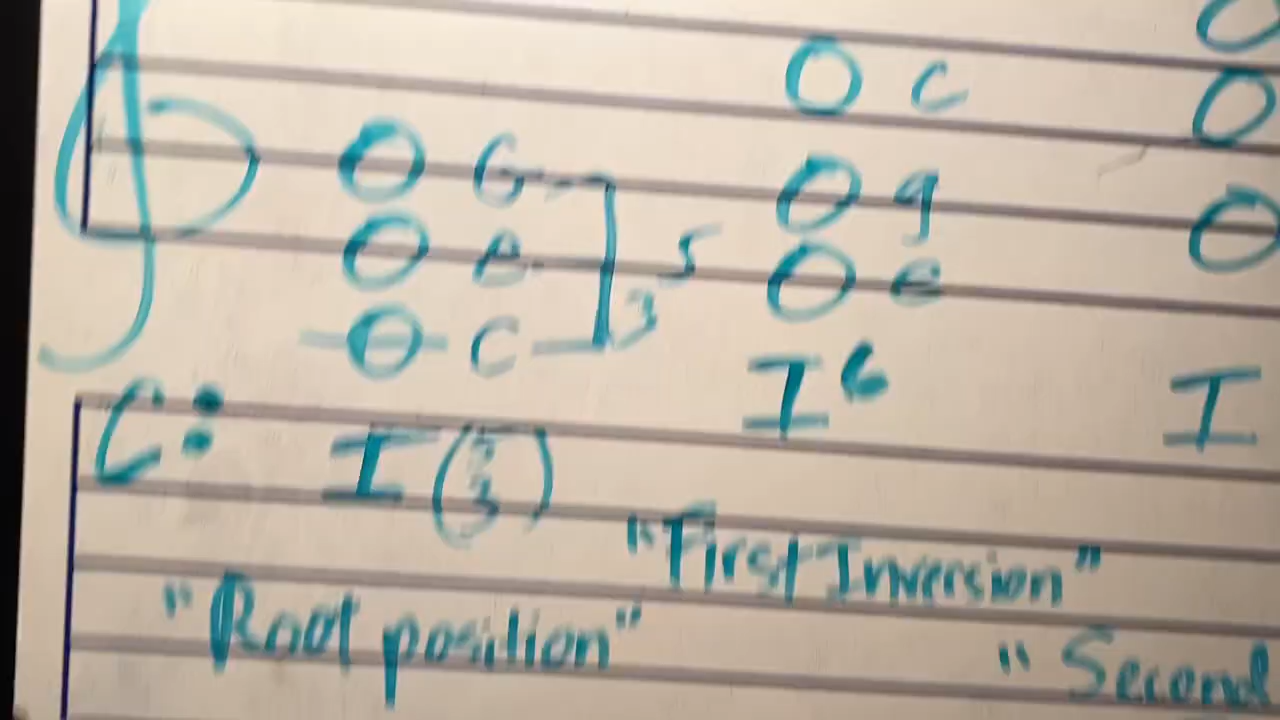 c
G g
e 5 e
C 3
I6 I
C: I (5 3)
"First Inversion"
"Root position"
"Second